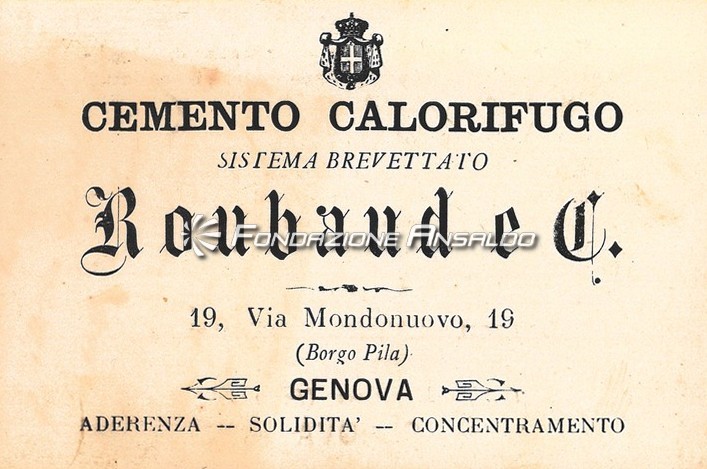 CEMENTO CALORIFUGO
SISTEMA BREVETTATO
Roubaud e C.
FONDAZIONE ANSALDO
19, Via Mondonuovo, 19
(Borgo Pila)
GENOVA
ADERENZA -- SOLIDITA' -- CONCENTRAMENTO